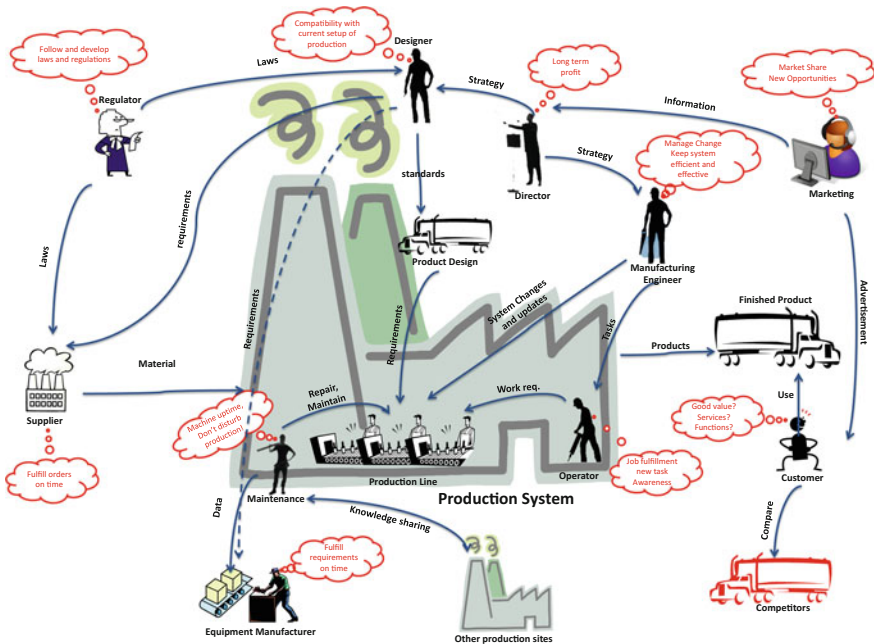 Compatibility with
current setup of
production
Designer
Follow and develop
laws and regulations
Laws
Long term
profit
Market Share
New Opportunities
Regulator
Strategy
Information
Manage Change
Keep system
efficient and
effective
Strategy
Director
Marketing
standards
requirements
Laws
Product Design
Manufacturing
Engineer
System Changes
and updates
Requirements
Requirements
Tasks
Finished Product
Advertisement
Products
Material
Supplier
Repair,
Maintain
Work req.
Use
Machine uptime,
Don't disturb
production!
Good value?
Services?
Functions?
Fulfill orders
on time
Production Line
Operator
Job fulfillment
new task
Awareness
Customer
Maintenance
Production System
Data
Knowledge sharing
Compare
Fulfill
requirements
on time
Competitors
Equipment Manufacturer
Other production sites